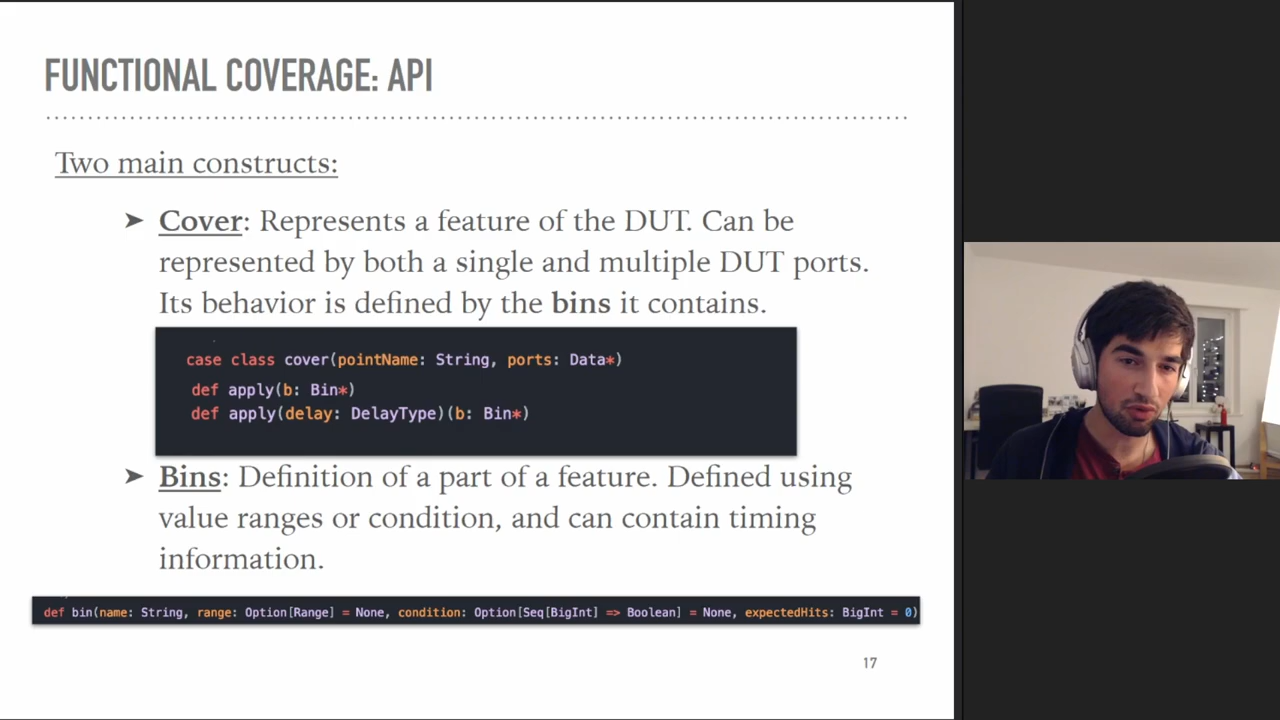 FUNCTIONAL COVERAGE: API
Two main constructs:
➤ Cover: Represents a feature of the DUT. Can be
represented by both a single and multiple DUT ports.
Its behavior is defined by the bins it contains.
case class cover(pointName: String, ports: Data*)
def apply(b: Bin*)
def apply(delay: DelayType)(b: Bin*)
➤ Bins: Definition of a part of a feature. Defined using
value ranges or condition, and can contain timing
information.
def bin(name: String, range: Option[Range] = None, condition: Option[Seq[BigInt] => Boolean] = None, expectedHits: BigInt = 0)
17